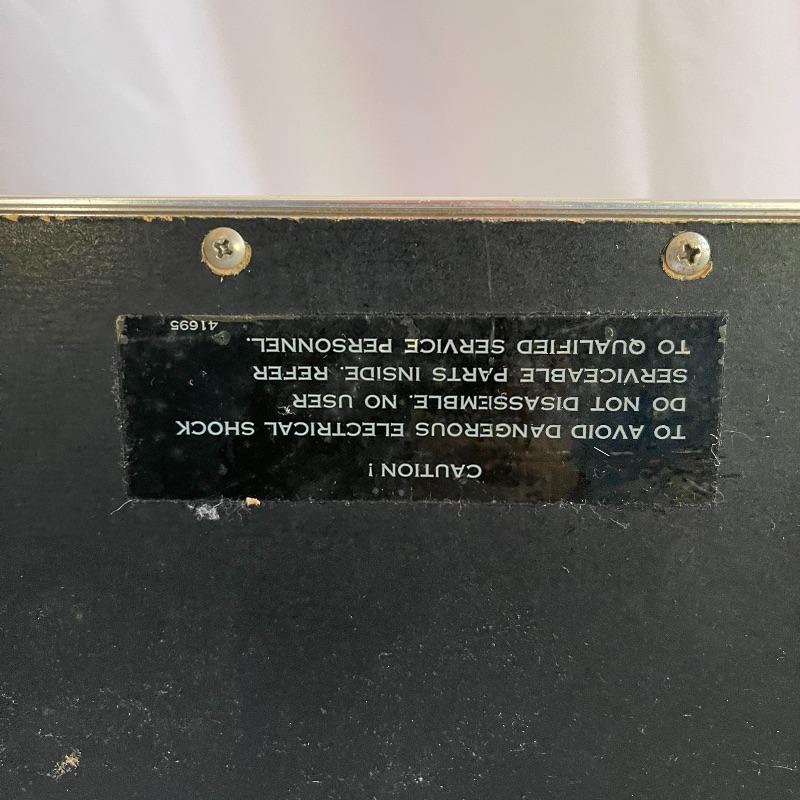 CAUTION !
TO AVOID DANGEROUS ELECTRICAL SHOCK
DO NOT DISASSEMBLE. NO USER
SERVICEABLE PARTS INSIDE. REFER
TO QUALIFIED SERVICE PERSONNEL.
41695